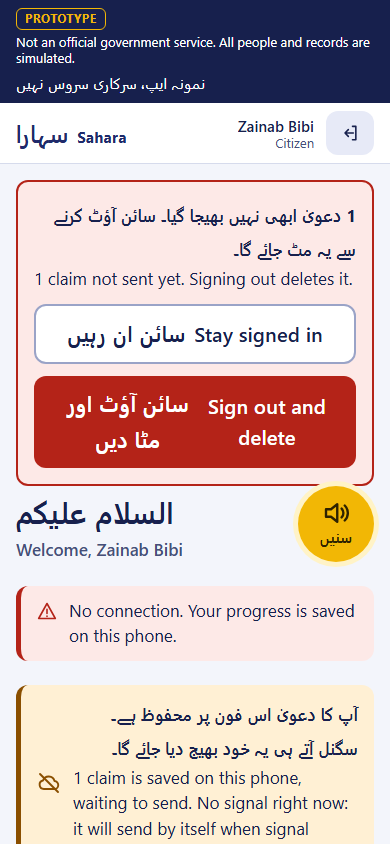 PROTOTYPE
Not an official government service. All people and records are
simulated.
نمونہ ایپ، سرکاری سروس نہیں
سہارا Sahara
Zainab Bibi
Citizen
1 دعویٰ ابھی نہیں بھیجا گیا۔ سائن آؤٹ کرنے
سے یہ مٹ جائے گا۔
1 claim not sent yet. Signing out deletes it.
سائن ان رہیں Stay signed in
سائن آؤٹ اور
مٹا دیں
Sign out and
delete
السلام علیکم
Welcome, Zainab Bibi
سنیں
No connection. Your progress is saved
on this phone.
آپ کا دعویٰ اس فون پر محفوظ ہے۔
سگنل آتے ہی یہ خود بھیج دیا جائے گا۔
1 claim is saved on this phone,
waiting to send. No signal right now:
it will send by itself when signal